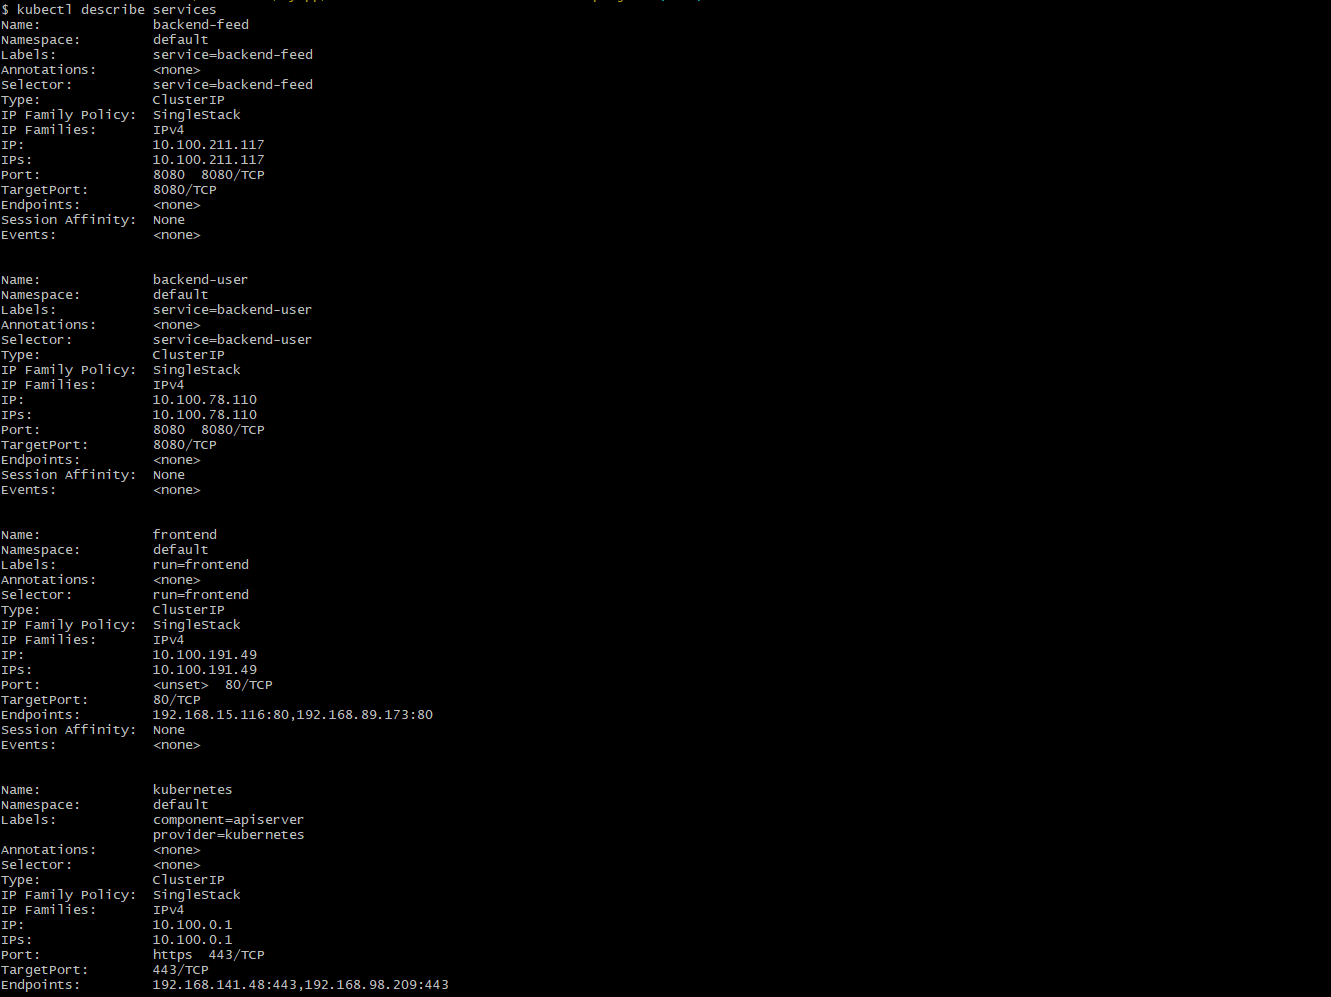 $ kubectl describe services
Name:              backend-feed
Namespace:         default
Labels:            service=backend-feed
Annotations:       <none>
Selector:          service=backend-feed
Type:              ClusterIP
IP Family Policy:  SingleStack
IP Families:       IPv4
IP:                10.100.211.117
IPs:               10.100.211.117
Port:              8080  8080/TCP
TargetPort:        8080/TCP
Endpoints:         <none>
Session Affinity:  None
Events:            <none>
Name:              backend-user
Namespace:         default
Labels:            service=backend-user
Annotations:       <none>
Selector:          service=backend-user
Type:              ClusterIP
IP Family Policy:  SingleStack
IP Families:       IPv4
IP:                10.100.78.110
IPs:               10.100.78.110
Port:              8080  8080/TCP
TargetPort:        8080/TCP
Endpoints:         <none>
Session Affinity:  None
Events:            <none>
Name:              frontend
Namespace:         default
Labels:            run=frontend
Annotations:       <none>
Selector:          run=frontend
Type:              ClusterIP
IP Family Policy:  SingleStack
IP Families:       IPv4
IP:                10.100.191.49
IPs:               10.100.191.49
Port:              <unset>  80/TCP
TargetPort:        80/TCP
Endpoints:         192.168.15.116:80,192.168.89.173:80
Session Affinity:  None
Events:            <none>
Name:              kubernetes
Namespace:         default
Labels:            component=apiserver
                   provider=kubernetes
Annotations:       <none>
Selector:          <none>
Type:              ClusterIP
IP Family Policy:  SingleStack
IP Families:       IPv4
IP:                10.100.0.1
IPs:               10.100.0.1
Port:              https  443/TCP
TargetPort:        443/TCP
Endpoints:         192.168.141.48:443,192.168.98.209:443